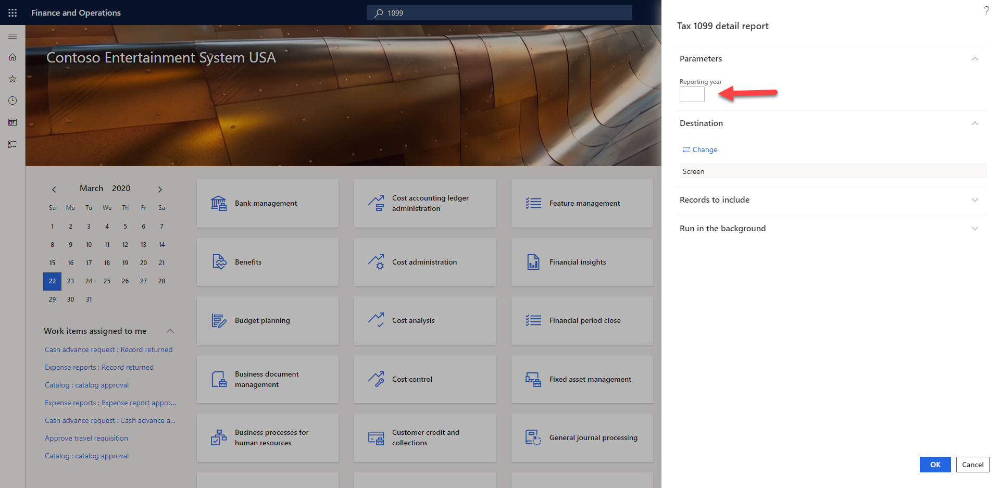 Finance and Operations
1099
?
Contoso Entertainment System USA
March 2020
Su Mo Tu We Th Fr Sa
1 2 3 4 5 6 7
8 9 10 11 12 13 14
15 16 17 18 19 20 21
22 23 24 25 26 27 28
29 30 31
Work items assigned to me
Cash advance request : Record returned
Expense reports : Record returned
Catalog : catalog approval
Expense reports : Expense report appro...
Cash advance request : Cash advance a...
Approve travel requisition
Catalog : catalog approval
Bank management
Cost accounting ledger
administration
Feature management
Benefits
Cost administration
Financial insights
Budget planning
Cost analysis
Financial period close
Business document
management
Cost control
Fixed asset management
Business processes for
human resources
Customer credit and
collections
General journal processing
Tax 1099 detail report
Parameters
Reporting year
Destination
Change
Screen
Records to include
Run in the background
OK
Cancel